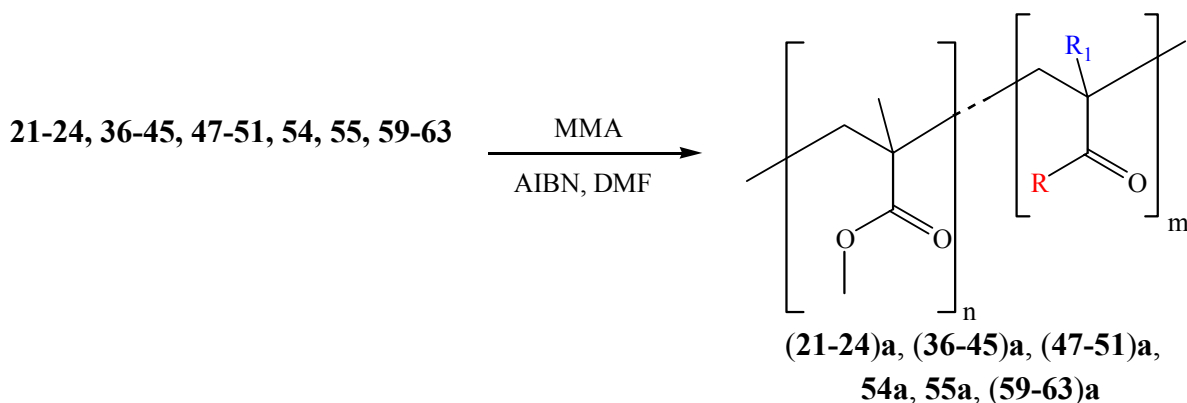 21-24, 36-45, 47-51, 54, 55, 59-63
MMA
AIBN, DMF
O
O
n
R1
R
O
m
(21-24)a, (36-45)a, (47-51)a,
54a, 55a, (59-63)a